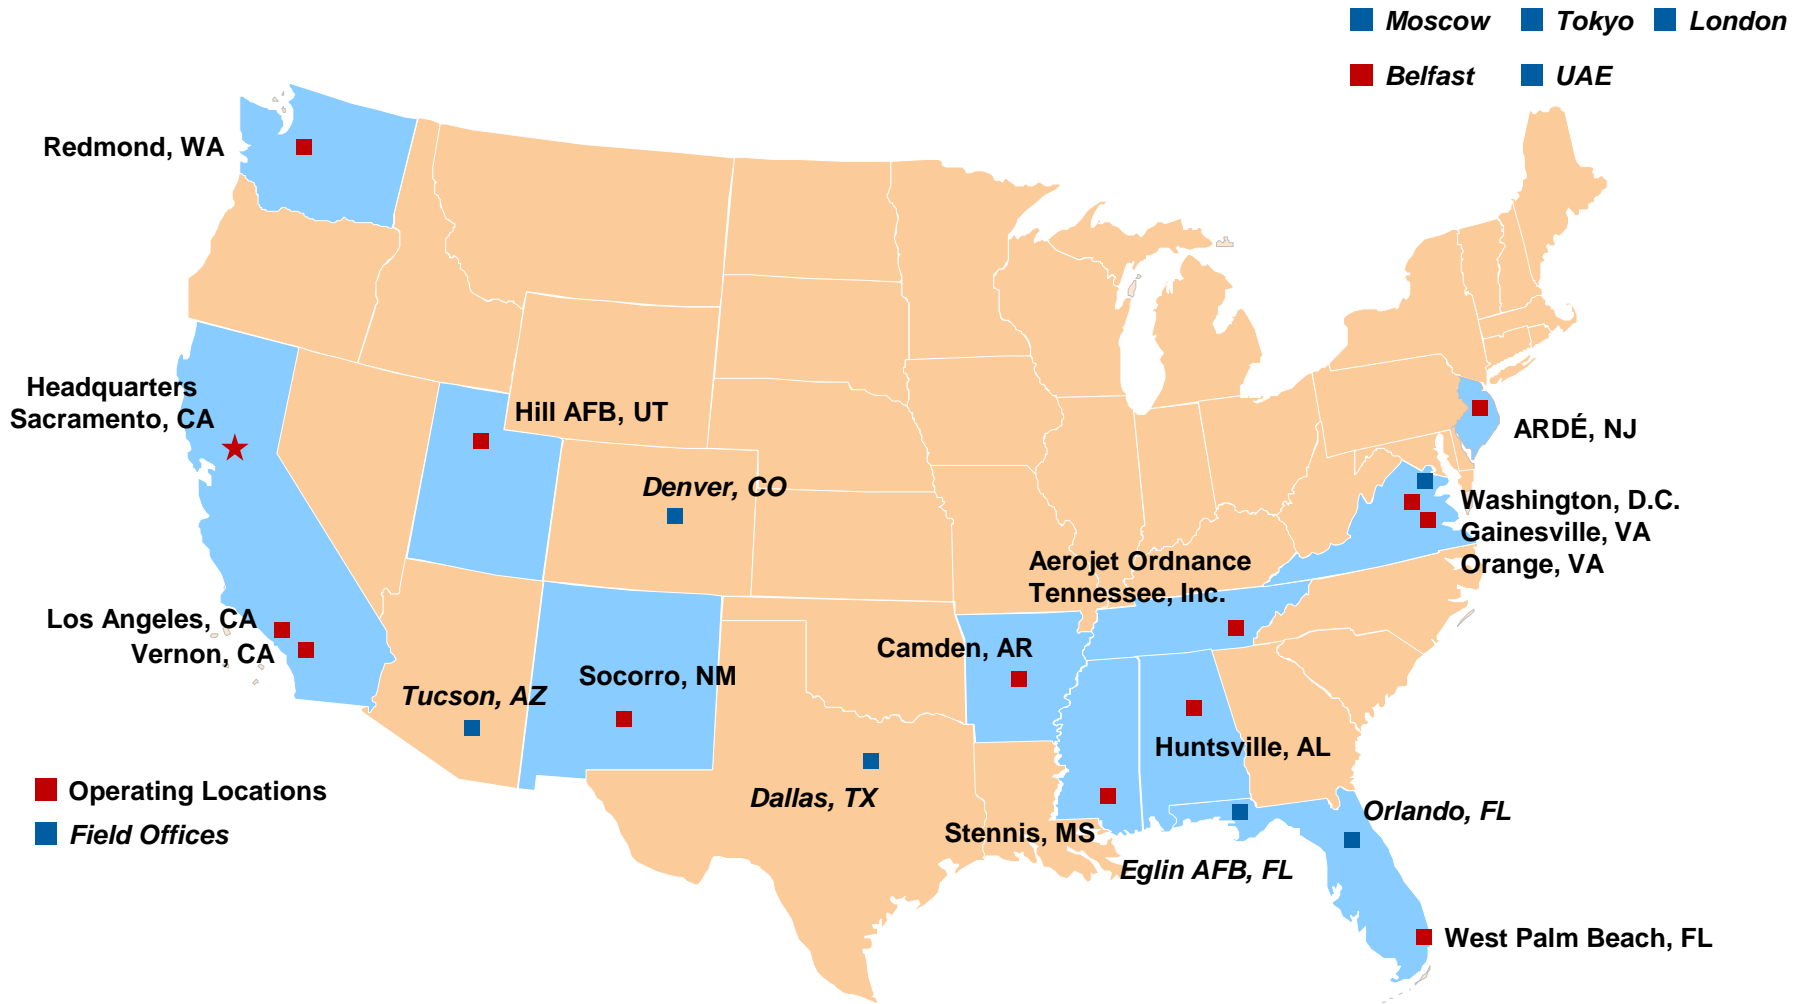 Moscow
Tokyo
London
Belfast
UAE
Redmond, WA
Headquarters
Sacramento, CA
Hill AFB, UT
Denver, CO
ARDÉ, NJ
Washington, D.C.
Gainesville, VA
Orange, VA
Aerojet Ordnance
Tennessee, Inc.
Los Angeles, CA
Vernon, CA
Camden, AR
Socorro, NM
Tucson, AZ
Huntsville, AL
Operating Locations
Field Offices
Dallas, TX
Stennis, MS
Orlando, FL
Eglin AFB, FL
West Palm Beach, FL